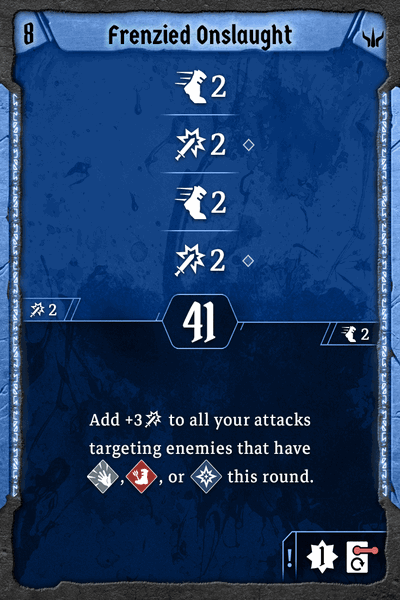 8 Frenzied Onslaught
2
2
2
2
2
41
2
Add +3 to all your attacks
targeting enemies that have
, , or this round.
! 1